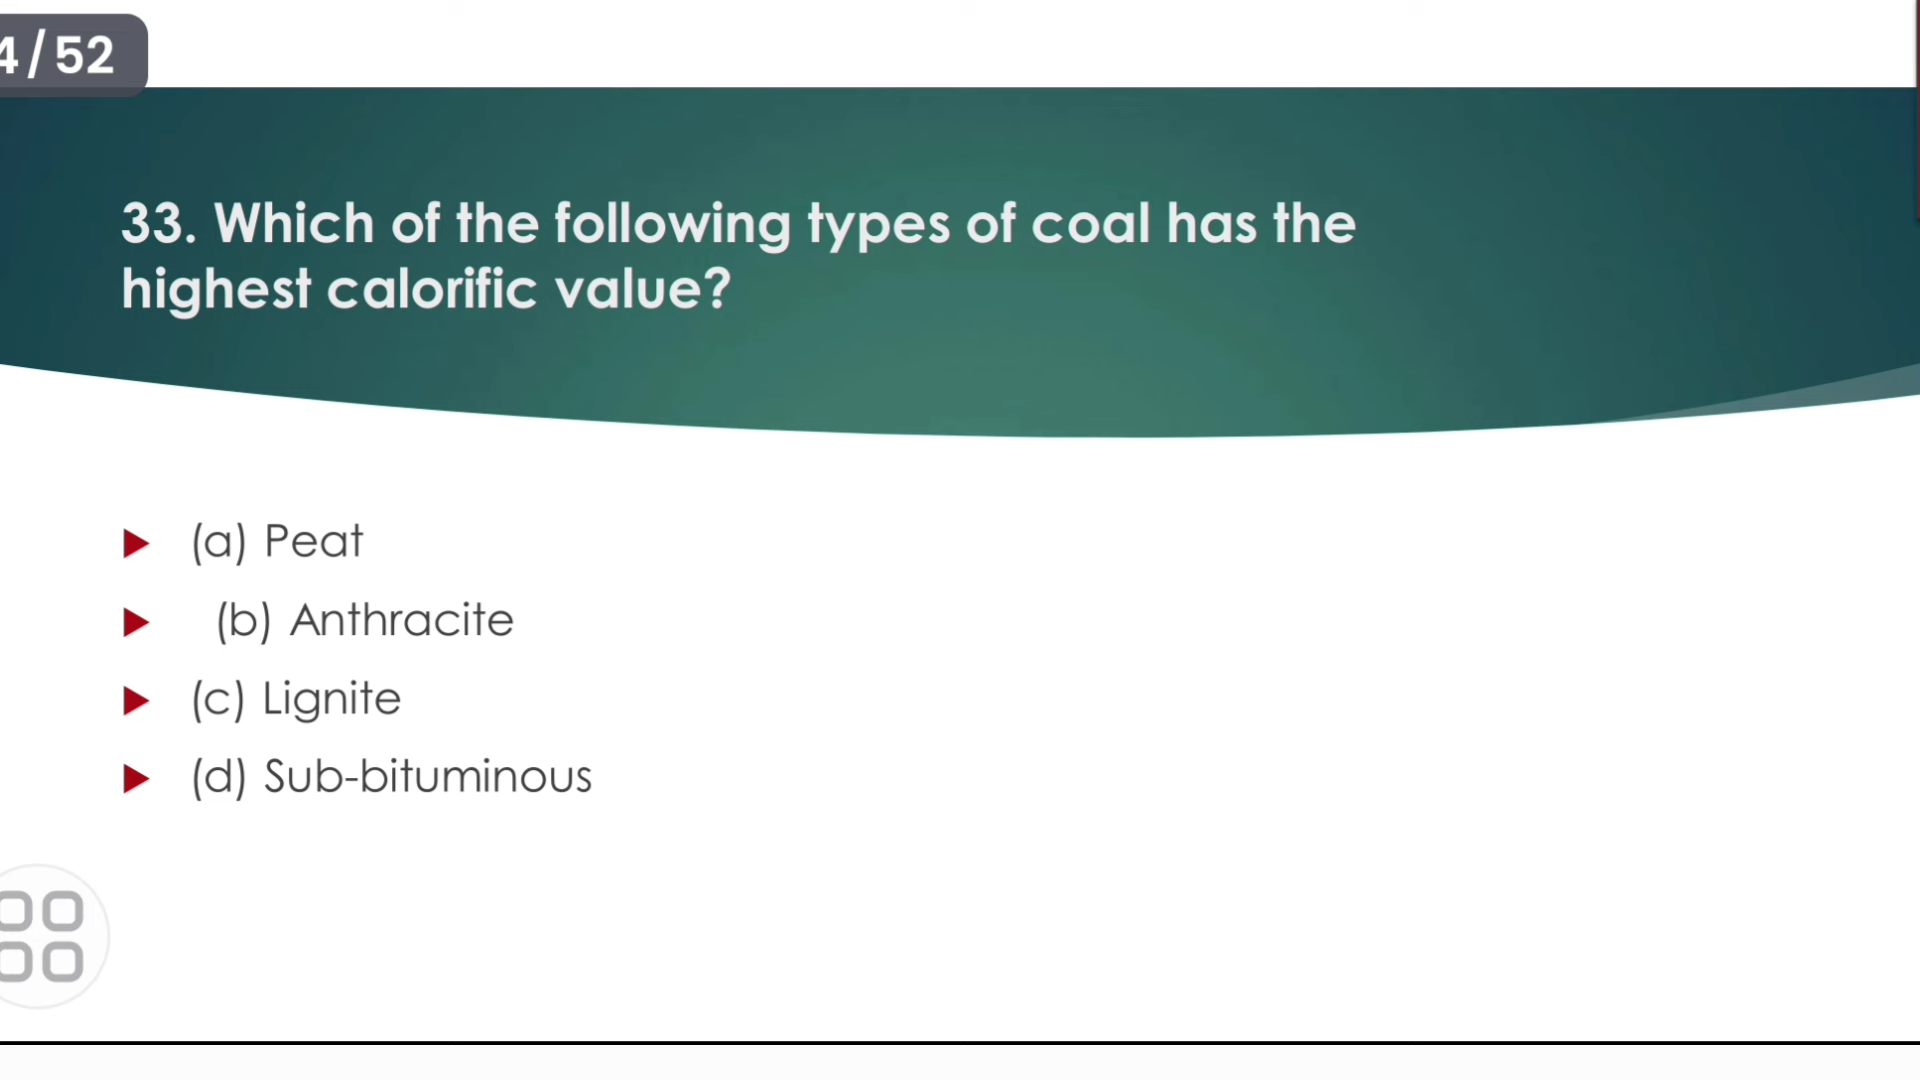 4/52
33. Which of the following types of coal has the
highest calorific value?
(a) Peat
(b) Anthracite
(c) Lignite
(d) Sub-bituminous